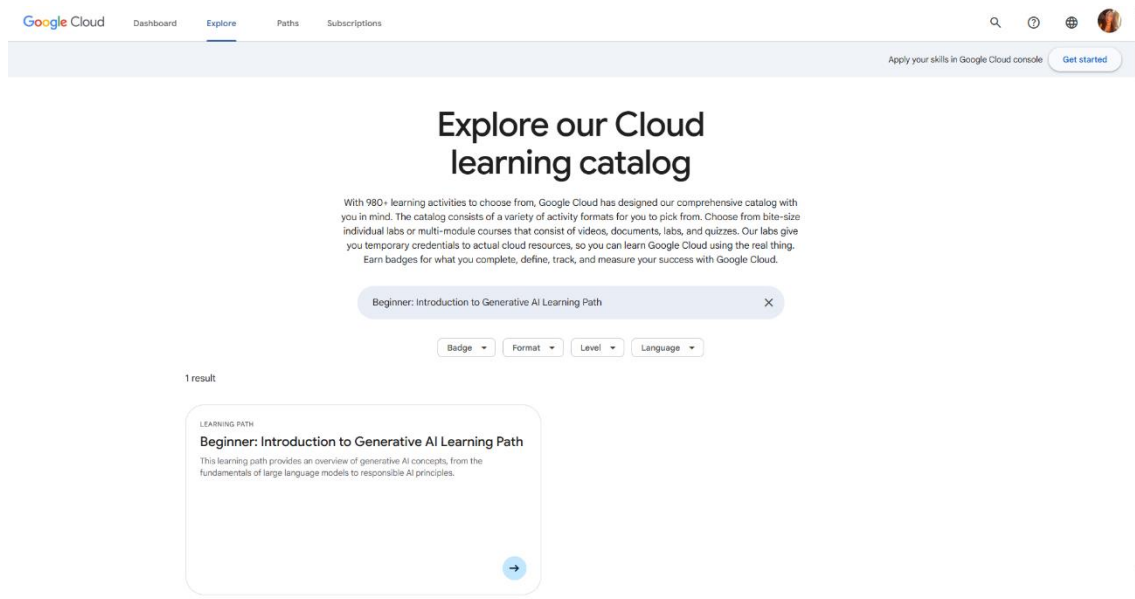 Google Cloud
Dashboard
Explore
Paths
Subscriptions
Apply your skills in Google Cloud console
Get started
Explore our Cloud
learning catalog
With 980+ learning activities to choose from, Google Cloud has designed our comprehensive catalog with
you in mind. The catalog consists of a variety of activity formats for you to pick from. Choose from bite-size
individual labs or multi-module courses that consist of videos, documents, labs, and quizzes. Our labs give
you temporary credentials to actual cloud resources, so you can learn Google Cloud using the real thing.
Earn badges for what you complete, define, track, and measure your success with Google Cloud.
Beginner: Introduction to Generative AI Learning Path
Badge
Format
Level
Language
1 result
LEARNING PATH
Beginner: Introduction to Generative AI Learning Path
This learning path provides an overview of generative AI concepts, from the
fundamentals of large language models to responsible AI principles.